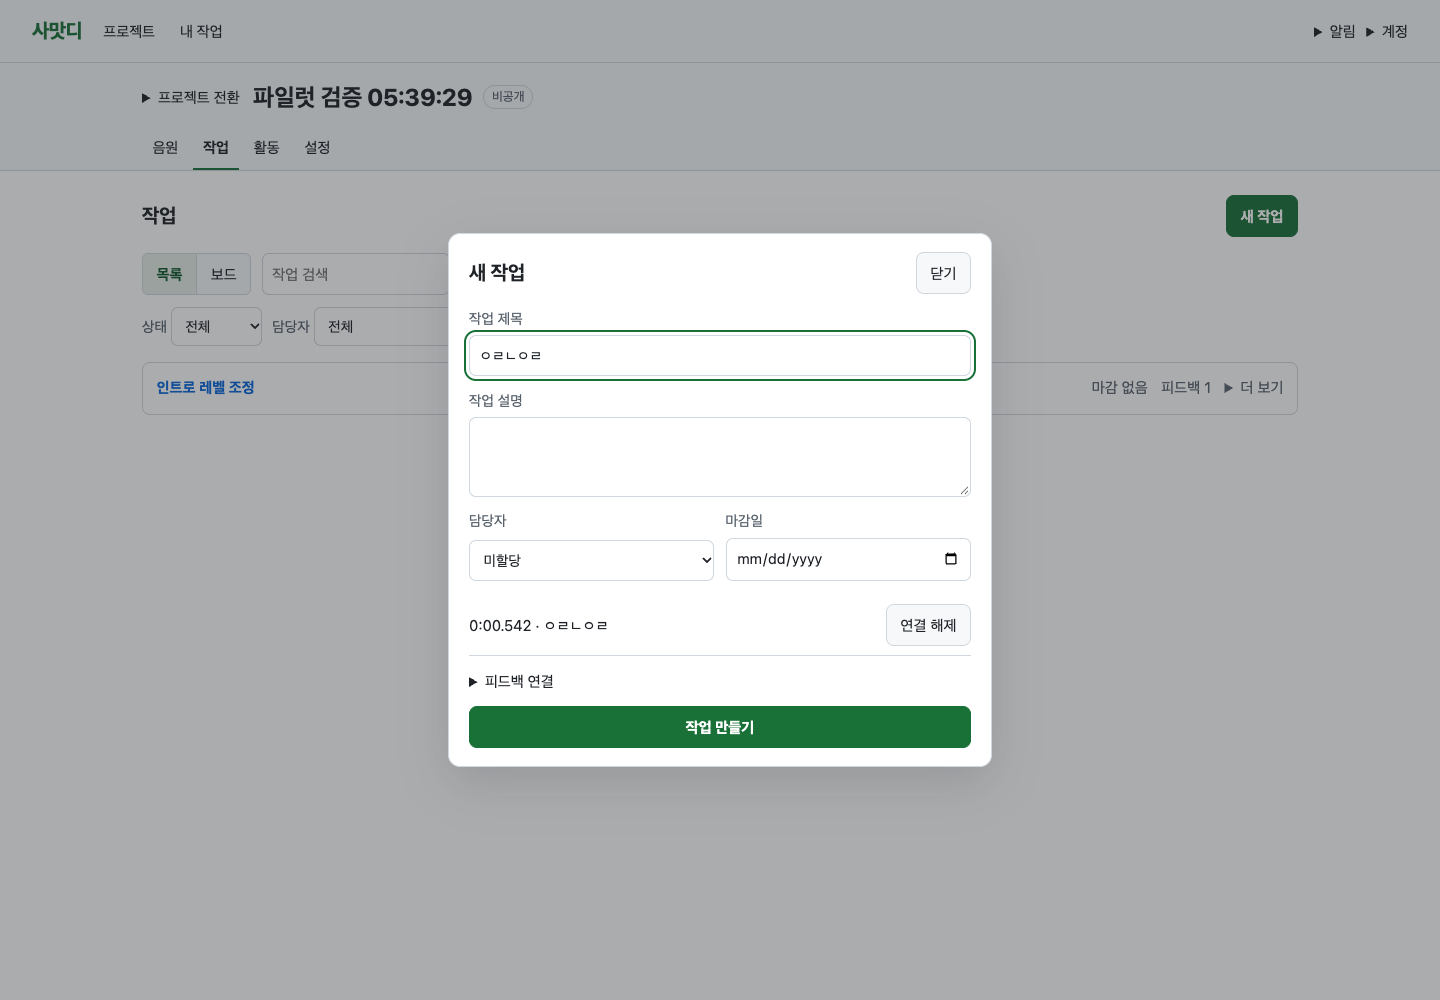 사맛디 프로젝트 내 작업 ▶ 알림 ▶ 계정
▶ 프로젝트 전환 파일럿 검증 05:39:29 비공개
음원 작업 활동 설정
작업 새 작업
목록 보드 작업 검색
상태 전체 담당자 전체
인트로 레벨 조정 마감 없음 피드백 1 ▶ 더 보기
새 작업 닫기
작업 제목
ㅇㄹㄴㅇㄹ
작업 설명
담당자 마감일
미할당 mm/dd/yyyy
0:00.542 · ㅇㄹㄴㅇㄹ 연결 해제
▶ 피드백 연결
작업 만들기